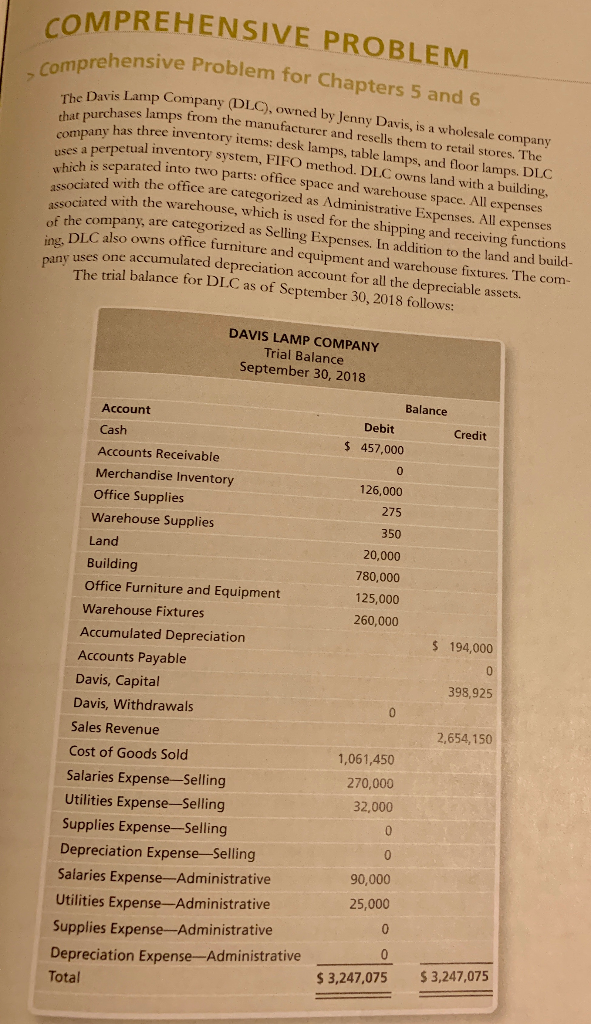 COMPREHENSIVE PROBLEM
> Comprehensive Problem for Chapters 5 and 6
The Davis Lamp Company (DLC), owned by Jenny Davis, is a wholesale company
that purchases lamps from the manufacturer and resells them to retail stores. The
company has three inventory items: desk lamps, table lamps, and floor lamps. DLC
uses a perpetual inventory system, FIFO method. DLC owns land with a building,
which is separated into two parts: office space and warehouse space. All expenses
associated with the office are categorized as Administrative Expenses. All expenses
associated with the warehouse, which is used for the shipping and receiving functions
of the company, are categorized as Selling Expenses. In addition to the land and build-
ing, DLC also owns office furniture and equipment and warehouse fixtures. The com-
pany uses one accumulated depreciation account for all the depreciable assets.
The trial balance for DLC as of September 30, 2018 follows:
DAVIS LAMP COMPANY
Trial Balance
September 30, 2018
Balance
Account Debit Credit
Cash $ 457,000
Accounts Receivable 0
Merchandise Inventory 126,000
Office Supplies 275
Warehouse Supplies 350
Land 20,000
Building 780,000
Office Furniture and Equipment 125,000
Warehouse Fixtures 260,000
Accumulated Depreciation $ 194,000
Accounts Payable 0
Davis, Capital 398,925
Davis, Withdrawals 0
Sales Revenue 2,654,150
Cost of Goods Sold 1,061,450
Salaries Expense—Selling 270,000
Utilities Expense—Selling 32,000
Supplies Expense—Selling 0
Depreciation Expense—Selling 0
Salaries Expense—Administrative 90,000
Utilities Expense—Administrative 25,000
Supplies Expense—Administrative 0
Depreciation Expense—Administrative 0
Total $ 3,247,075 $ 3,247,075